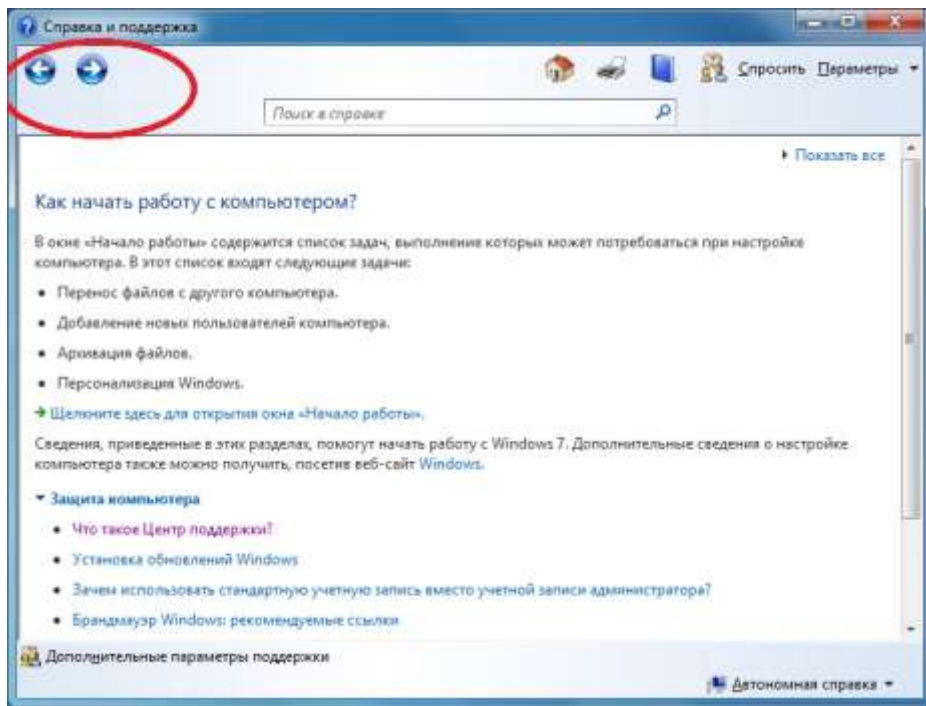 Справка и поддержка
Спросить Параметры
Поиск в справке
Показать все
Как начать работу с компьютером?
В окне «Начало работы» содержится список задач, выполнение которых может потребоваться при настройке
компьютера. В этот список входят следующие задачи:
Перенос файлов с другого компьютера.
Добавление новых пользователей компьютера.
Архивация файлов.
Персонализация Windows.
Щелкните здесь для открытия окна «Начало работы».
Сведения, приведенные в этих разделах, помогут начать работу с Windows 7. Дополнительные сведения о настройке
компьютера также можно получить, посетив веб-сайт Windows.
Защита компьютера
Что такое Центр поддержки?
Установка обновлений Windows
Зачем использовать стандартную учетную запись вместо учетной записи администратора?
Брандмауэр Windows: рекомендуемые ссылки
Дополнительные параметры поддержки
Автономная справка